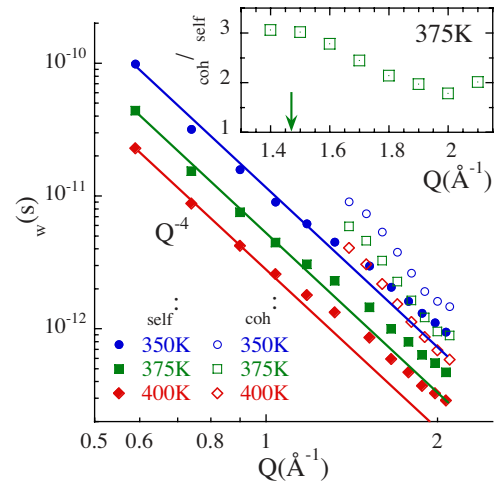 3
2
1
coh/self
375K
1.4 1.6 1.8 2
Q(Å⁻¹)
10⁻¹⁰
10⁻¹¹
10⁻¹²
w(s)
Q⁻⁴
: :
self coh
350K 350K
375K 375K
400K 400K
0.5 0.6 0.8 1 2
Q(Å⁻¹)